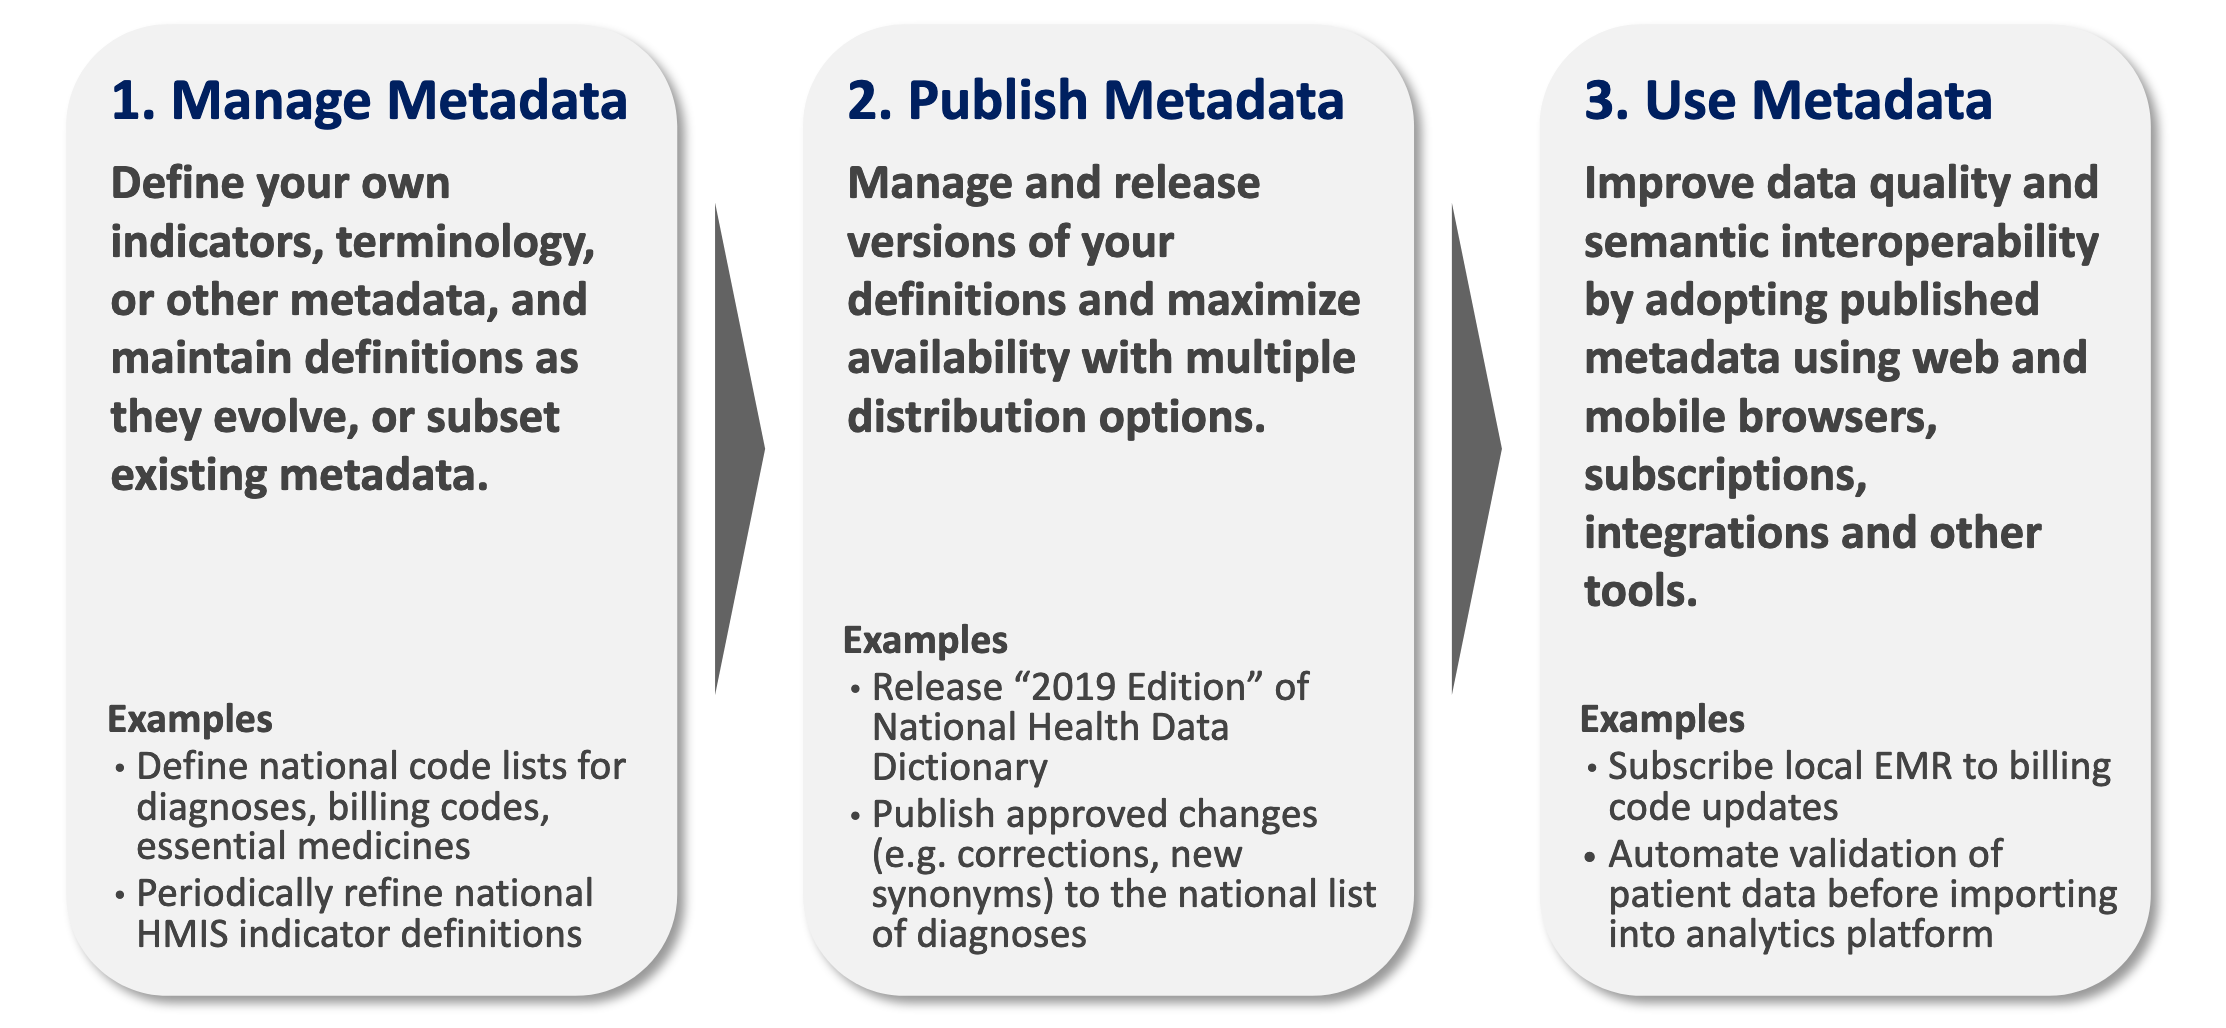 1. Manage Metadata
Define your own
indicators, terminology,
or other metadata, and
maintain definitions as
they evolve, or subset
existing metadata.
Examples
• Define national code lists for
diagnoses, billing codes,
essential medicines
• Periodically refine national
HMIS indicator definitions
2. Publish Metadata
Manage and release
versions of your
definitions and maximize
availability with multiple
distribution options.
Examples
• Release “2019 Edition” of
National Health Data
Dictionary
• Publish approved changes
(e.g. corrections, new
synonyms) to the national list
of diagnoses
3. Use Metadata
Improve data quality and
semantic interoperability
by adopting published
metadata using web and
mobile browsers,
subscriptions,
integrations and other
tools.
Examples
• Subscribe local EMR to billing
code updates
• Automate validation of
patient data before importing
into analytics platform